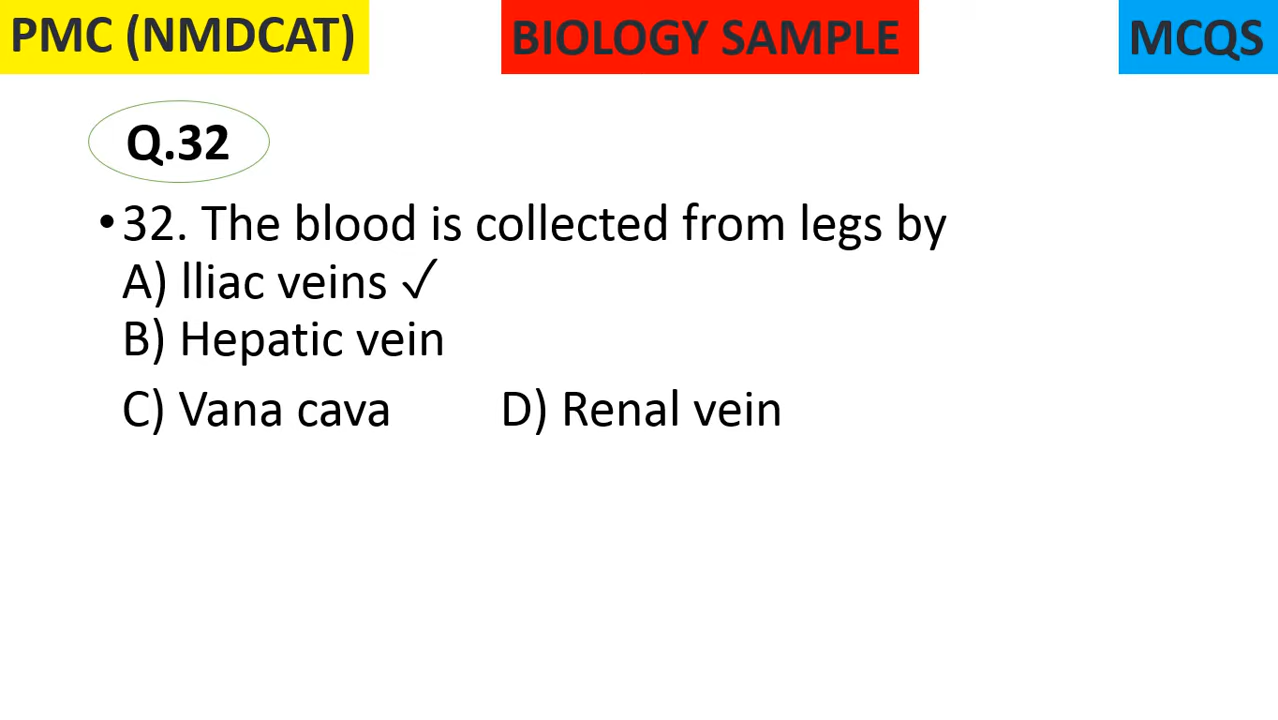 PMC (NMDCAT)
BIOLOGY SAMPLE
MCQS
Q.32
•32. The blood is collected from legs by
A) lliac veins ✓
B) Hepatic vein
C) Vana cava D) Renal vein